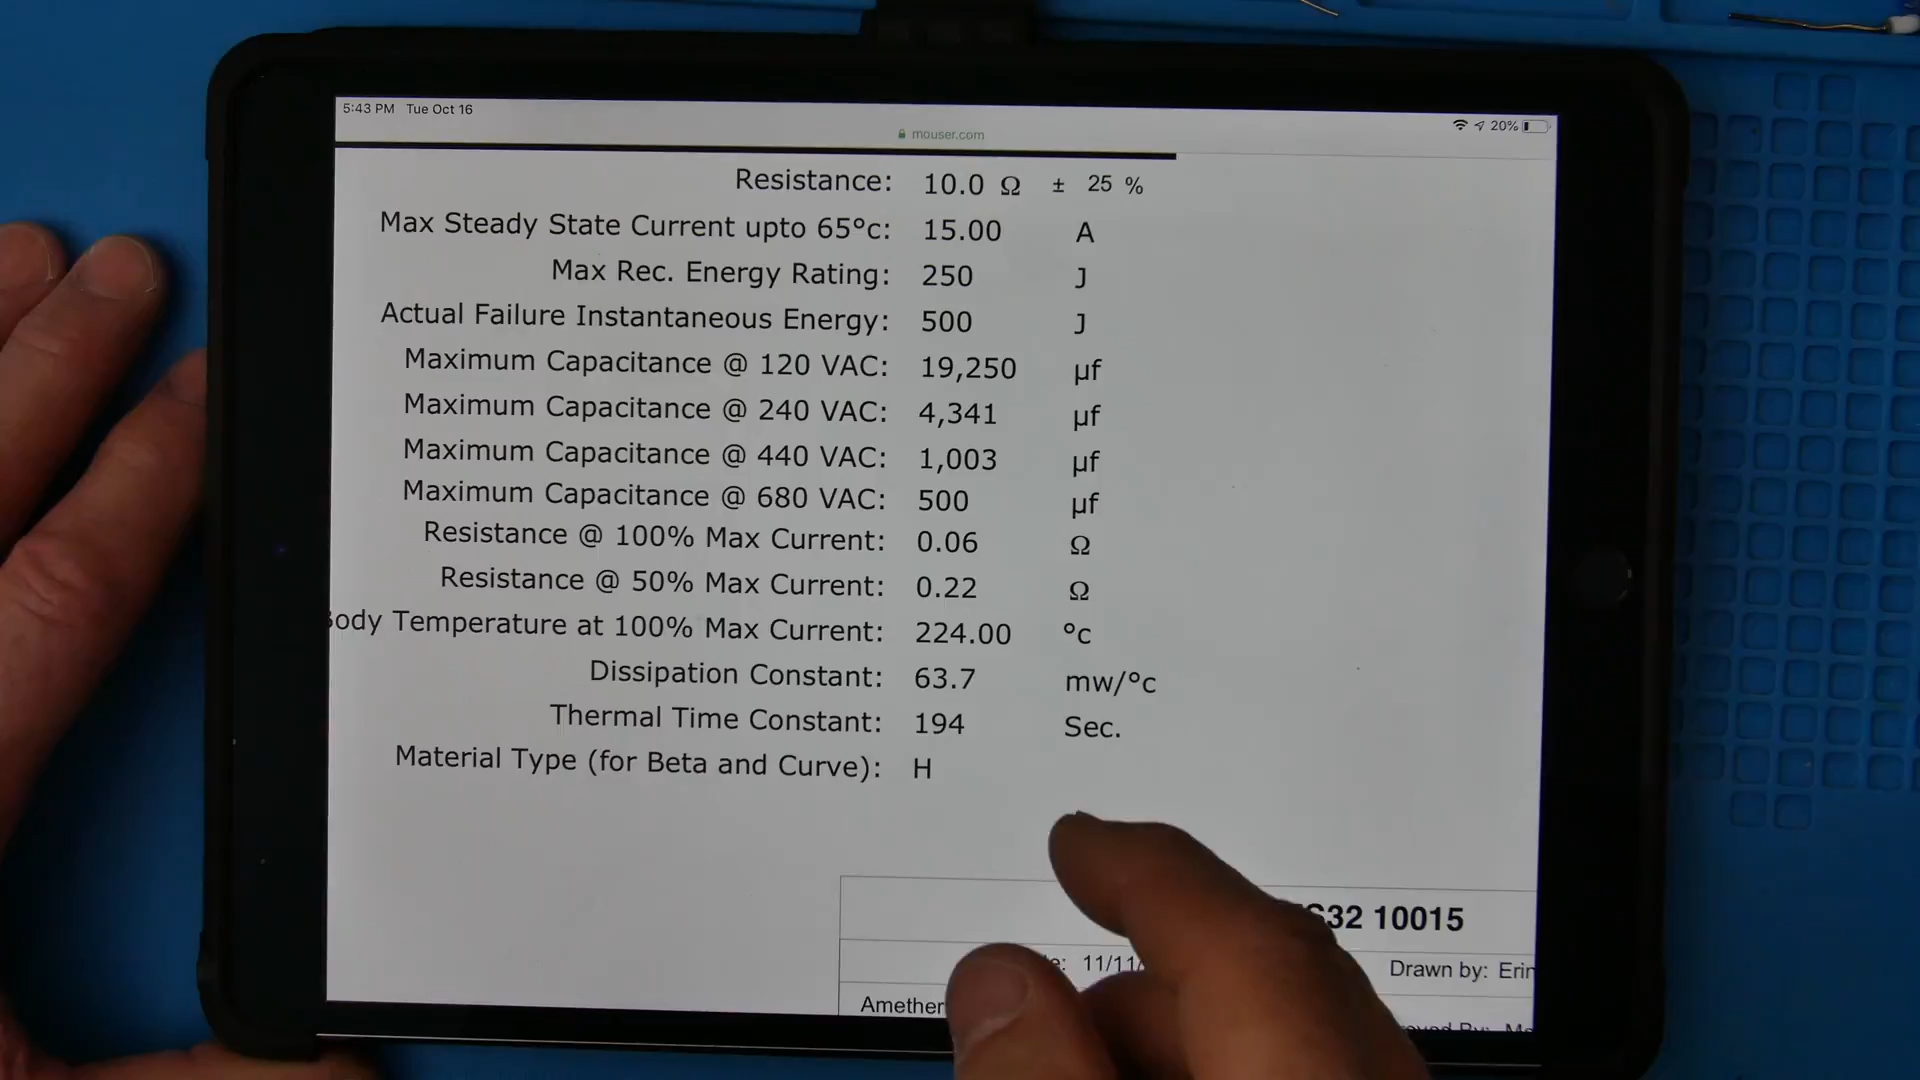 5:43 PM Tue Oct 16
mouser.com
20%
Resistance: 10.0 Ω ± 25 %
Max Steady State Current upto 65°c: 15.00 A
Max Rec. Energy Rating: 250 J
Actual Failure Instantaneous Energy: 500 J
Maximum Capacitance @ 120 VAC: 19,250 µf
Maximum Capacitance @ 240 VAC: 4,341 µf
Maximum Capacitance @ 440 VAC: 1,003 µf
Maximum Capacitance @ 680 VAC: 500 µf
Resistance @ 100% Max Current: 0.06 Ω
Resistance @ 50% Max Current: 0.22 Ω
Body Temperature at 100% Max Current: 224.00 °c
Dissipation Constant: 63.7 mw/°c
Thermal Time Constant: 194 Sec.
Material Type (for Beta and Curve): H
S32 10015
11/11/
Drawn by: Erin
Amether